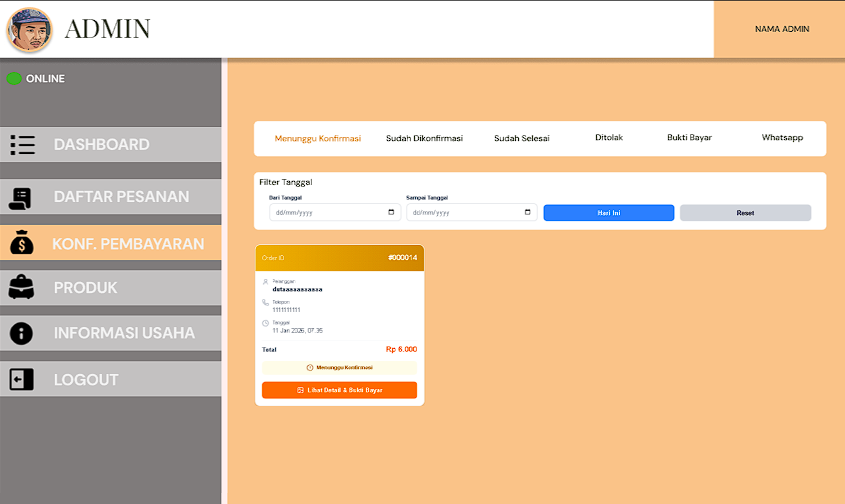 ADMIN
NAMA ADMIN
ONLINE
DASHBOARD
DAFTAR PESANAN
KONF. PEMBAYARAN
PRODUK
INFORMASI USAHA
LOGOUT
Menunggu Konfirmasi Sudah Dikonfirmasi Sudah Selesai Ditolak Bukti Bayar Whatsapp
Filter Tanggal
Dari Tanggal Sampai Tanggal
dd/mm/yyyy dd/mm/yyyy Hari Ini Reset
Order ID #000014
Pelanggan
Telepon
1111111111
Tanggal
11 Jan 2026, 07.35
Total Rp 6.000
Menunggu Konfirmasi
Lihat Detail & Bukti Bayar